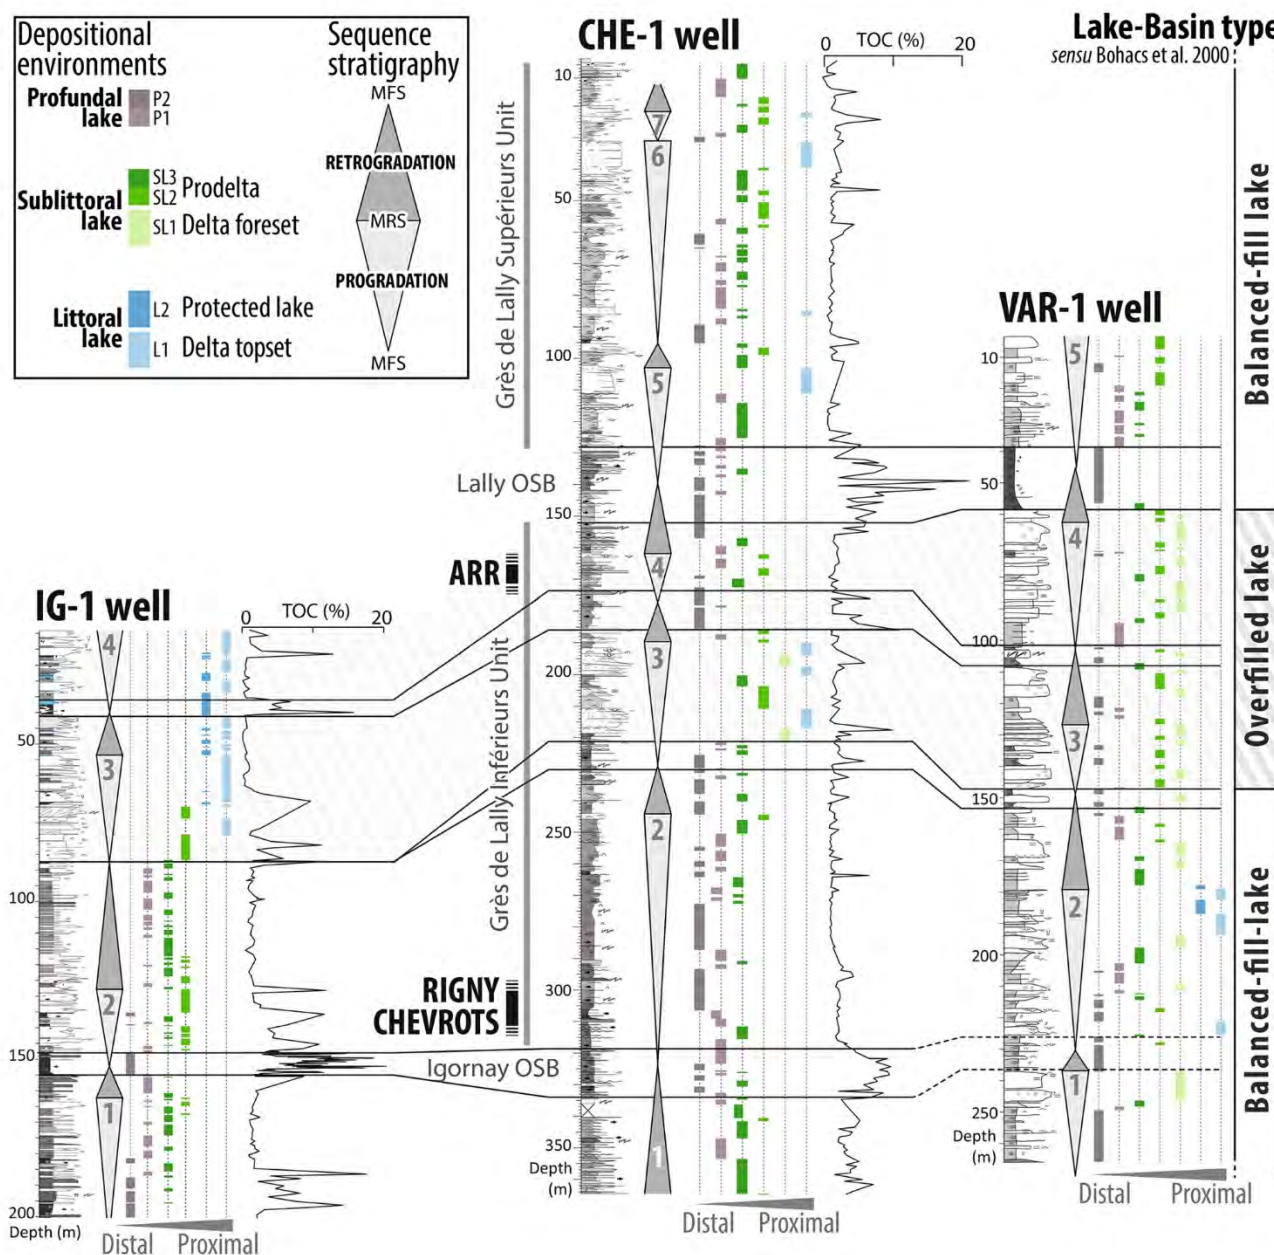 Depositional
environments
Profundal
lake
P2
P1
Sublittoral
lake
SL3
SL2
Prodelta
SL1 Delta foreset
Littoral
lake
L2 Protected lake
L1 Delta topset
Sequence
stratigraphy
MFS
RETROGRADATION
MRS
PROGRADATION
MFS
CHE-1 well
0 TOC (%) 20
Lake-Basin type
sensu Bohacs et al. 2000
10
50
100
150
200
250
300
350
Depth
(m)
7
6
5
4
3
2
1
Distal Proximal
Grès de Lally Supérieurs Unit
Lally OSB
Grès de Lally Inférieurs Unit
Igornay OSB
ARR
RIGNY
CHEVROTS
IG-1 well
0 TOC (%) 20
50
100
150
200
Depth (m)
4
3
2
1
Distal Proximal
VAR-1 well
10
50
100
150
200
250
Depth
(m)
5
4
3
2
1
Distal Proximal
Balanced-fill lake
Overfilled lake
Balanced-fill-lake